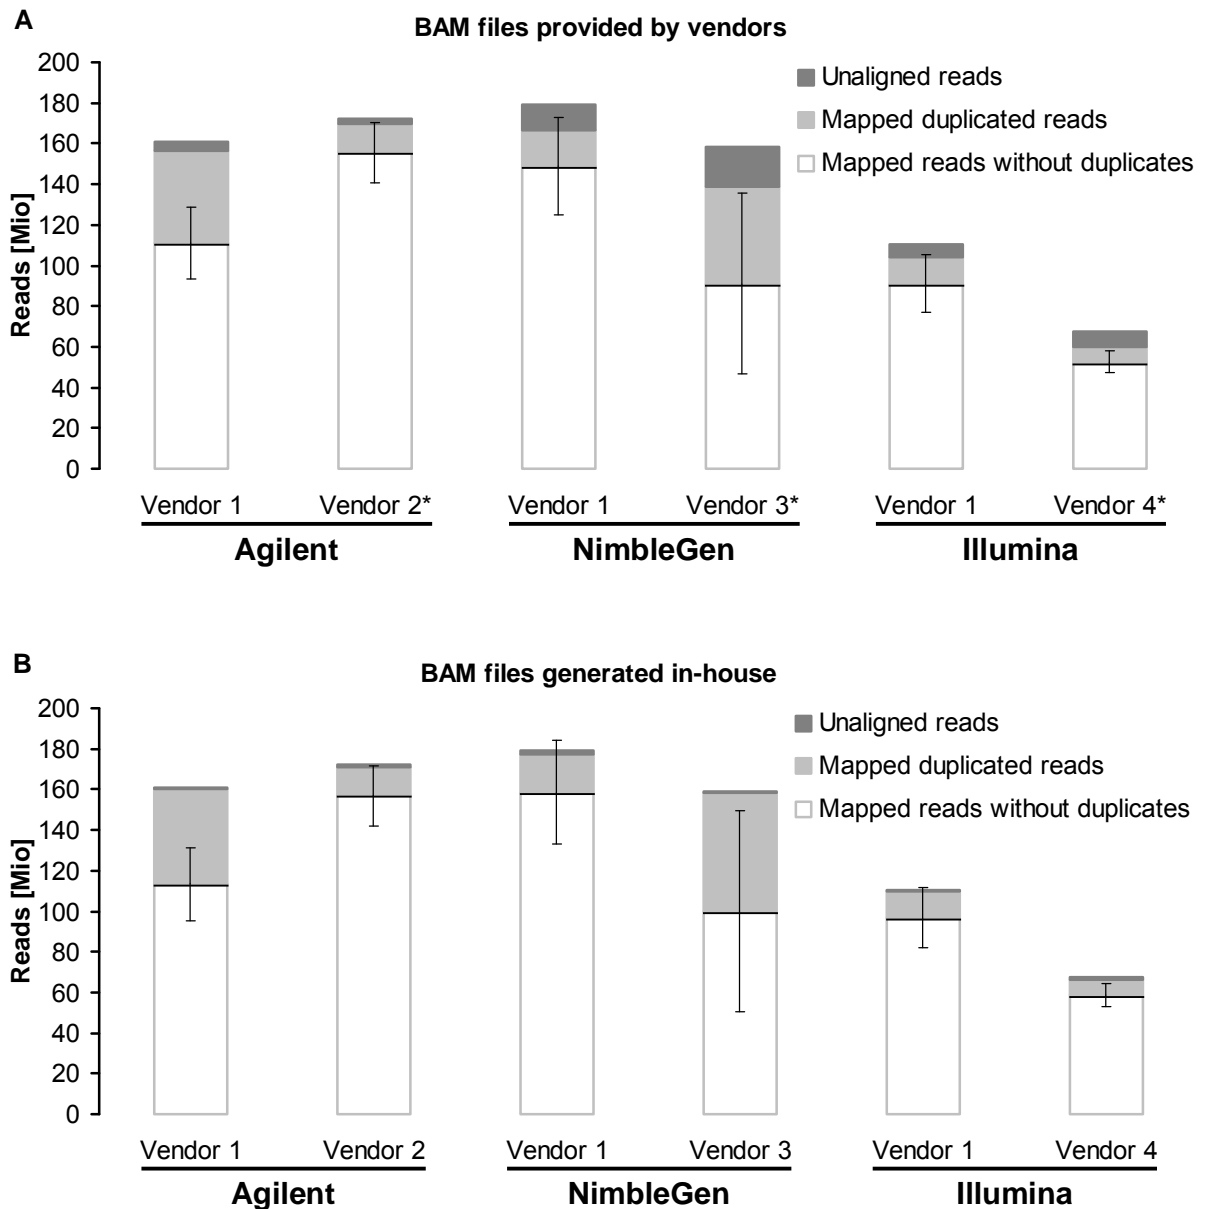 A
BAM files provided by vendors
200
180
160
140
120
100
80
60
40
20
0
Reads [Mio]
Unaligned reads
Mapped duplicated reads
Mapped reads without duplicates
Vendor 1 Vendor 2* Vendor 1 Vendor 3* Vendor 1 Vendor 4*
Agilent NimbleGen Illumina
B
BAM files generated in-house
200
180
160
140
120
100
80
60
40
20
0
Reads [Mio]
Unaligned reads
Mapped duplicated reads
Mapped reads without duplicates
Vendor 1 Vendor 2 Vendor 1 Vendor 3 Vendor 1 Vendor 4
Agilent NimbleGen Illumina